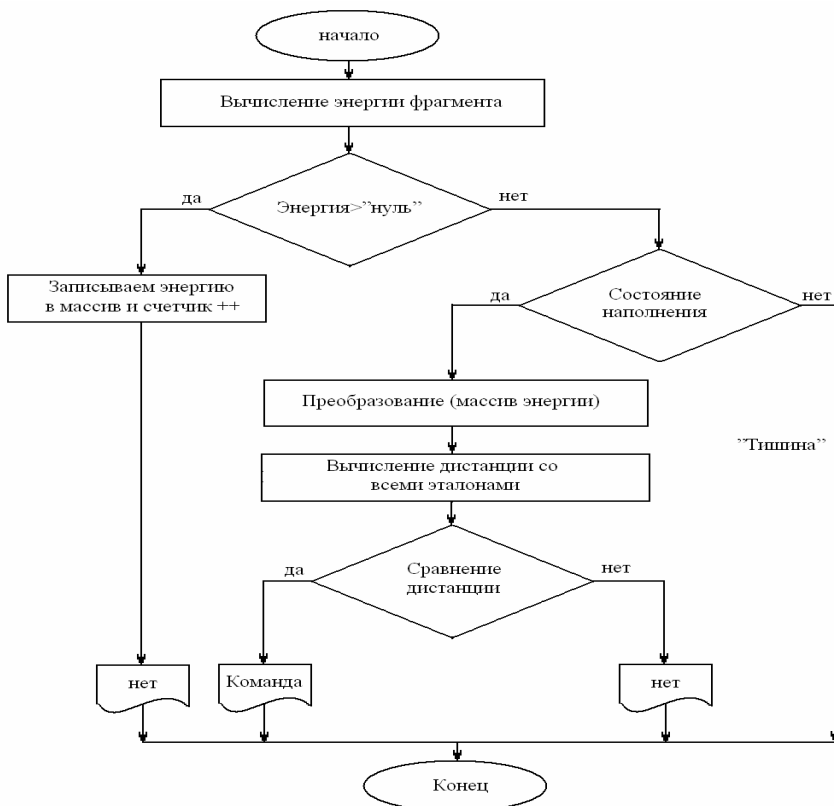 начало
Вычисление энергии фрагмента
да
Энергия>”нуль”
нет
Записываем энергию
в массив и счетчик ++
да
Состояние
наполнения
нет
Преобразование (массив энергии)
”Тишина”
Вычисление дистанции со
всеми эталонами
да
Сравнение
дистанции
нет
нет
Команда
нет
Конец